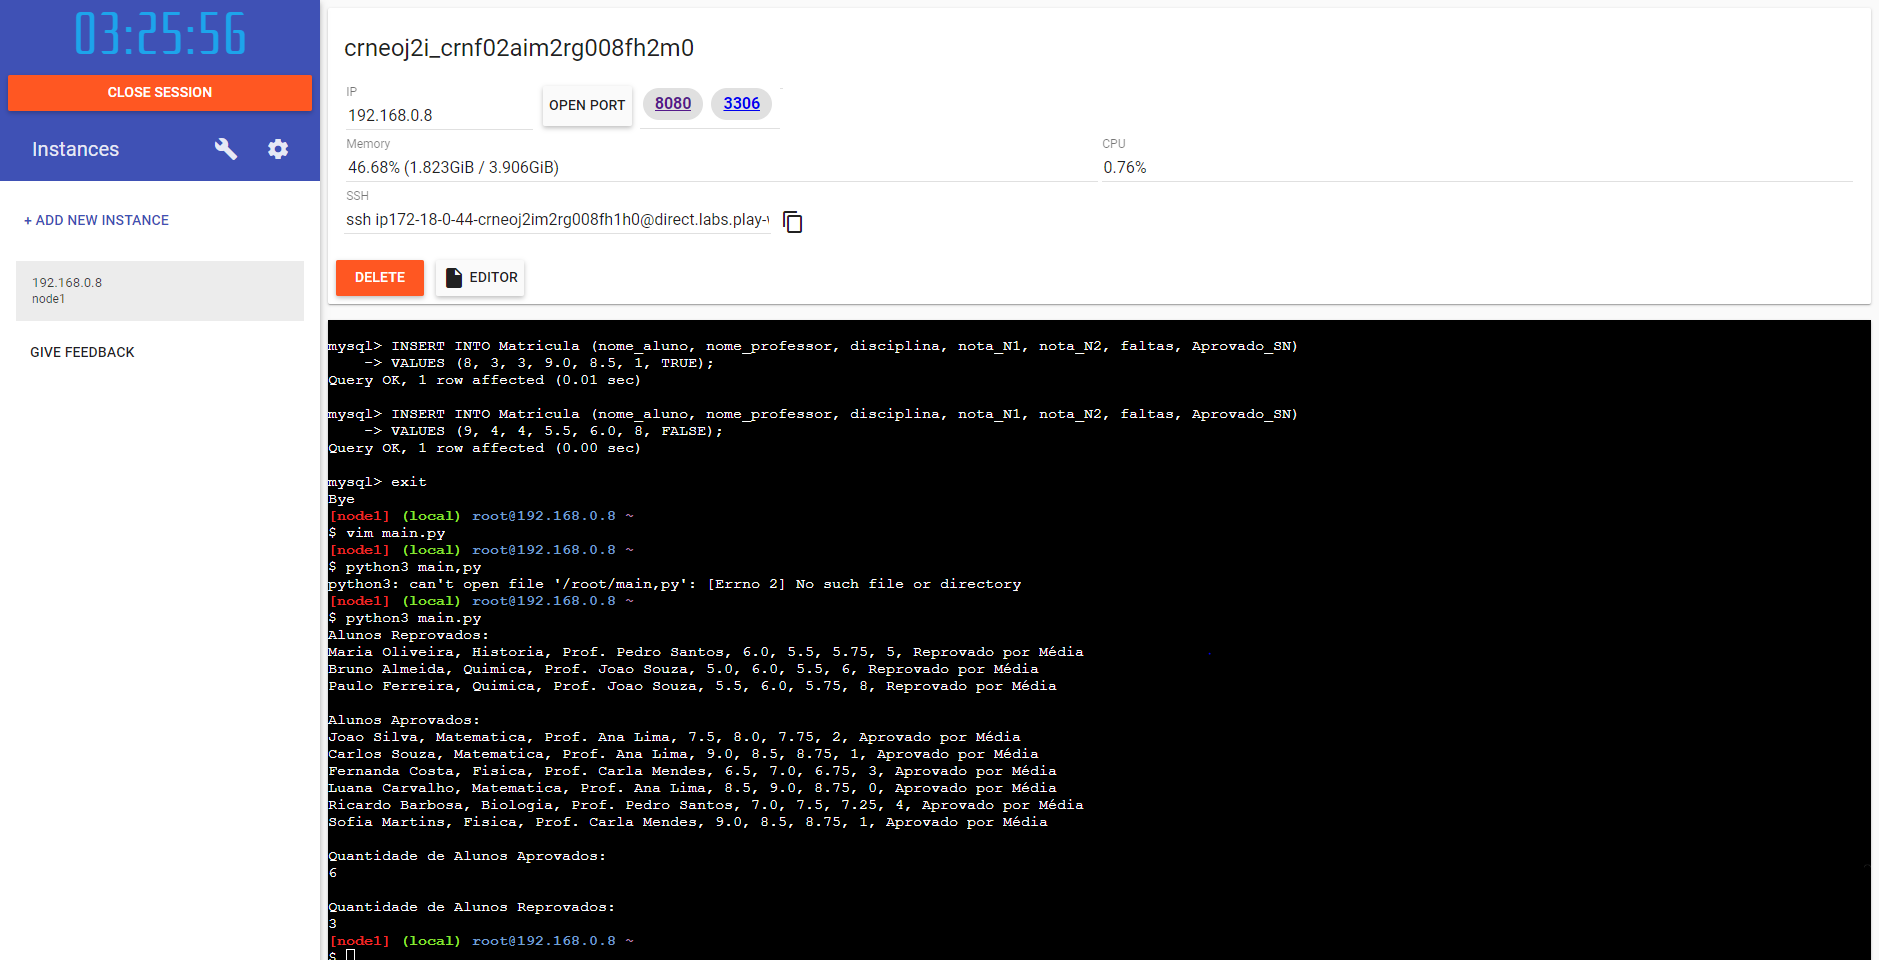 03:25:56
CLOSE SESSION
Instances
+ ADD NEW INSTANCE
192.168.0.8
node1
GIVE FEEDBACK
crneoj2i_crnf02aim2rg008fh2m0
IP
192.168.0.8
OPEN PORT
8080
3306
Memory
46.68% (1.823GiB / 3.906GiB)
CPU
0.76%
SSH
ssh ip172-18-0-44-crneoj2im2rg008fh1h0@direct.labs.play-
DELETE
EDITOR
mysql> INSERT INTO Matricula (nome_aluno, nome_professor, disciplina, nota_N1, nota_N2, faltas, Aprovado_SN)
-> VALUES (8, 3, 3, 9.0, 8.5, 1, TRUE);
Query OK, 1 row affected (0.01 sec)
mysql> INSERT INTO Matricula (nome_aluno, nome_professor, disciplina, nota_N1, nota_N2, faltas, Aprovado_SN)
-> VALUES (9, 4, 4, 5.5, 6.0, 8, FALSE);
Query OK, 1 row affected (0.00 sec)
mysql> exit
Bye
[node1] (local) root@192.168.0.8 ~
$ vim main.py
[node1] (local) root@192.168.0.8 ~
$ python3 main,py
python3: can't open file '/root/main,py': [Errno 2] No such file or directory
[node1] (local) root@192.168.0.8 ~
$ python3 main.py
Alunos Reprovados:
Maria Oliveira, Historia, Prof. Pedro Santos, 6.0, 5.5, 5.75, 5, Reprovado por Média
Bruno Almeida, Quimica, Prof. Joao Souza, 5.0, 6.0, 5.5, 6, Reprovado por Média
Paulo Ferreira, Quimica, Prof. Joao Souza, 5.5, 6.0, 5.75, 8, Reprovado por Média
Alunos Aprovados:
Joao Silva, Matematica, Prof. Ana Lima, 7.5, 8.0, 7.75, 2, Aprovado por Média
Carlos Souza, Matematica, Prof. Ana Lima, 9.0, 8.5, 8.75, 1, Aprovado por Média
Fernanda Costa, Fisica, Prof. Carla Mendes, 6.5, 7.0, 6.75, 3, Aprovado por Média
Luana Carvalho, Matematica, Prof. Ana Lima, 8.5, 9.0, 8.75, 0, Aprovado por Média
Ricardo Barbosa, Biologia, Prof. Pedro Santos, 7.0, 7.5, 7.25, 4, Aprovado por Média
Sofia Martins, Fisica, Prof. Carla Mendes, 9.0, 8.5, 8.75, 1, Aprovado por Média
Quantidade de Alunos Aprovados:
6
Quantidade de Alunos Reprovados:
3
[node1] (local) root@192.168.0.8 ~
$